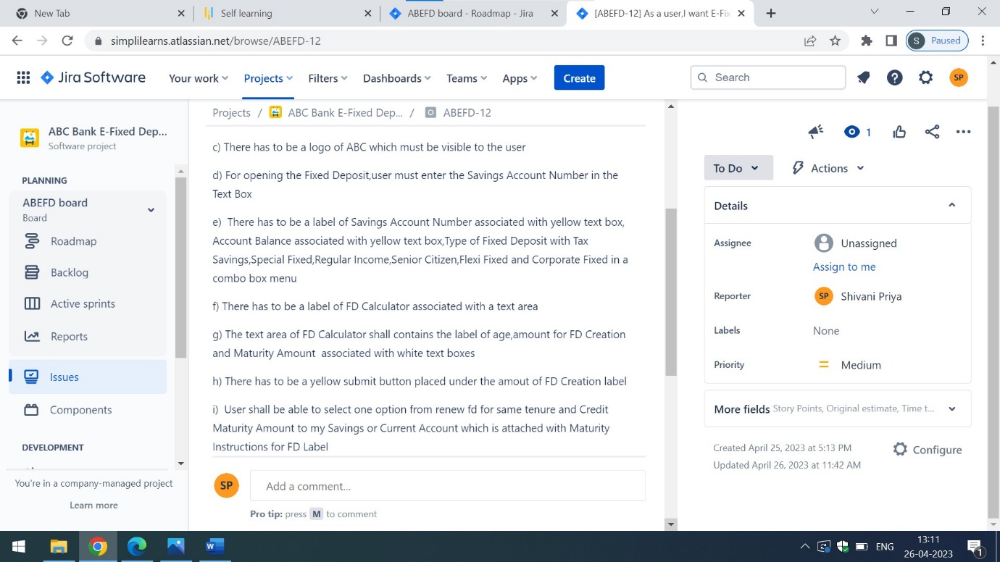 New Tab
Self learning
ABEFD board - Roadmap - Jira
[ABEFD-12] As a user,I want E-Fix
simplilearns.atlassian.net/browse/ABEFD-12
S Paused
Jira Software
Your work
Projects
Filters
Dashboards
Teams
Apps
Create
Search
SP
ABC Bank E-Fixed Dep...
Software project
PLANNING
ABEFD board
Board
Roadmap
Backlog
Active sprints
Reports
Issues
Components
DEVELOPMENT
You're in a company-managed project
Learn more
Projects / ABC Bank E-Fixed Dep... / ABEFD-12
c) There has to be a logo of ABC which must be visible to the user
d) For opening the Fixed Deposit,user must enter the Savings Account Number in the
Text Box
e) There has to be a label of Savings Account Number associated with yellow text box,
Account Balance associated with yellow text box,Type of Fixed Deposit with Tax
Savings,Special Fixed,Regular Income,Senior Citizen,Flexi Fixed and Corporate Fixed in a
combo box menu
f) There has to be a label of FD Calculator associated with a text area
g) The text area of FD Calculator shall contains the label of age,amount for FD Creation
and Maturity Amount associated with white text boxes
h) There has to be a yellow submit button placed under the amout of FD Creation label
i) User shall be able to select one option from renew fd for same tenure and Credit
Maturity Amount to my Savings or Current Account which is attached with Maturity
Instructions for FD Label
SP
Add a comment...
Pro tip: press M to comment
1
To Do
Actions
Details
Assignee
Unassigned
Assign to me
Reporter
SP Shivani Priya
Labels
None
Priority
Medium
More fields Story Points, Original estimate, Time t...
Created April 25, 2023 at 5:13 PM
Updated April 26, 2023 at 11:42 AM
Configure
W
ENG
13:11
26-04-2023
1